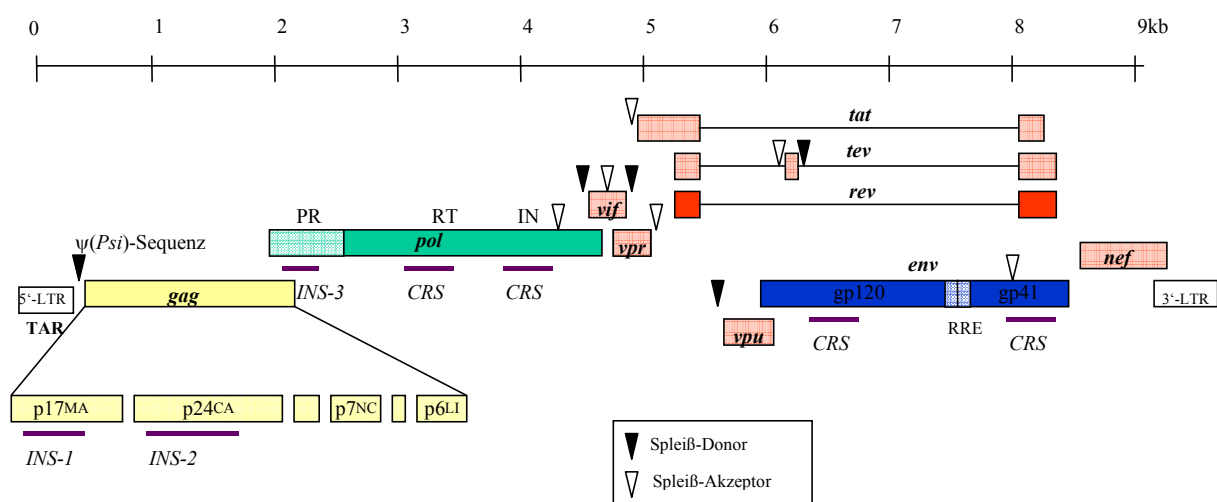 0 1 2 3 4 5 6 7 8 9kb
tat
tev
rev
PR RT IN
vif
ψ(Psi)-Sequenz
pol
vpr
nef
env
5‘-LTR
gag
INS-3 CRS CRS
gp120 gp41
3‘-LTR
TAR
vpu
CRS RRE CRS
p17MA p24CA p7NC p6LI
INS-1 INS-2
Spleiß-Donor
Spleiß-Akzeptor